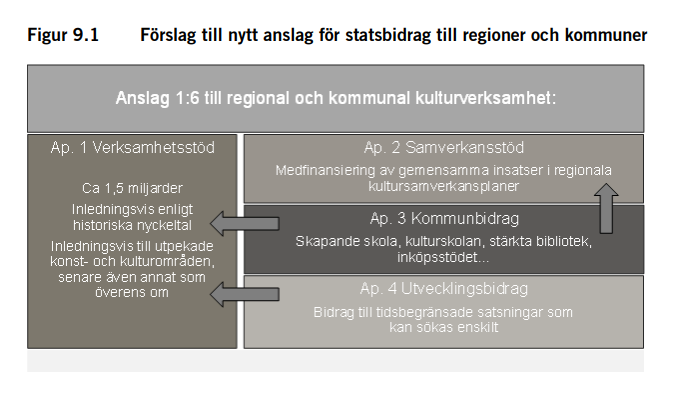 Figur 9.1 Förslag till nytt anslag för statsbidrag till regioner och kommuner
Anslag 1:6 till regional och kommunal kulturverksamhet:
Ap. 1 Verksamhetsstöd
Ca 1,5 miljarder
Inledningsvis enligt
historiska nyckeltal
Inledningsvis till utpekade
konst- och kulturområden,
senare även annat som
överens om
Ap. 2 Samverkansstöd
Medfinansiering av gemensamma insatser i regionala
kultursamverkansplaner
Ap. 3 Kommunbidrag
Skapande skola, kulturskolan, stärkta bibliotek,
inköpsstödet...
Ap. 4 Utvecklingsbidrag
Bidrag till tidsbegränsade satsningar som
kan sökas enskilt